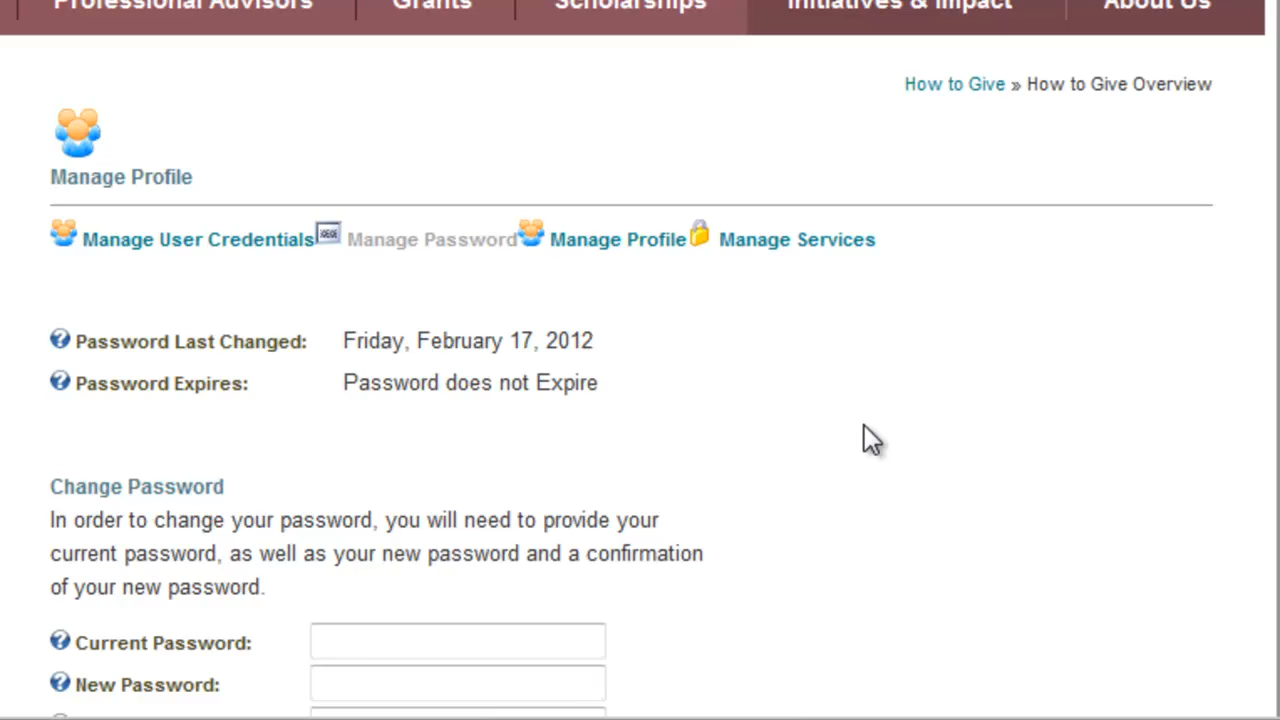 Professional Advisors Grants Scholarships Initiatives & Impact About Us
How to Give » How to Give Overview
Manage Profile
Manage User Credentials Manage Password Manage Profile Manage Services
Password Last Changed: Friday, February 17, 2012
Password Expires: Password does not Expire
Change Password
In order to change your password, you will need to provide your
current password, as well as your new password and a confirmation
of your new password.
Current Password:
New Password: